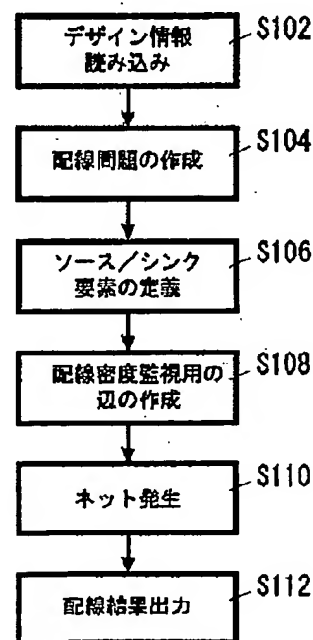 デザイン情報
読み込み
S102
配線問題の作成
S104
ソース/シンク
要素の定義
S106
配線密度監視用の
辺の作成
S108
ネット発生
S110
配線結果出力
S112